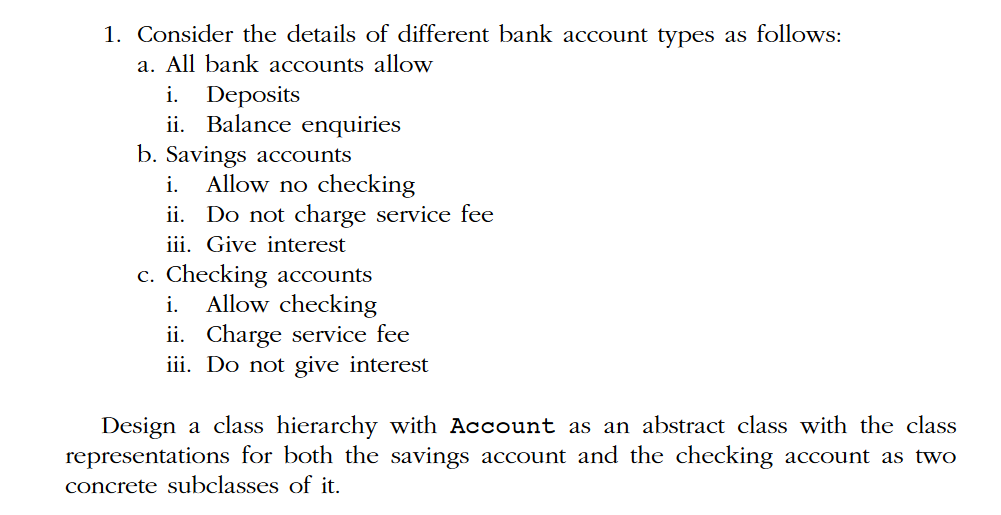 1. Consider the details of different bank account types as follows:
a. All bank accounts allow
i. Deposits
ii. Balance enquiries
b. Savings accounts
i. Allow no checking
ii. Do not charge service fee
iii. Give interest
c. Checking accounts
i. Allow checking
ii. Charge service fee
iii. Do not give interest
Design a class hierarchy with Account as an abstract class with the class
representations for both the savings account and the checking account as two
concrete subclasses of it.